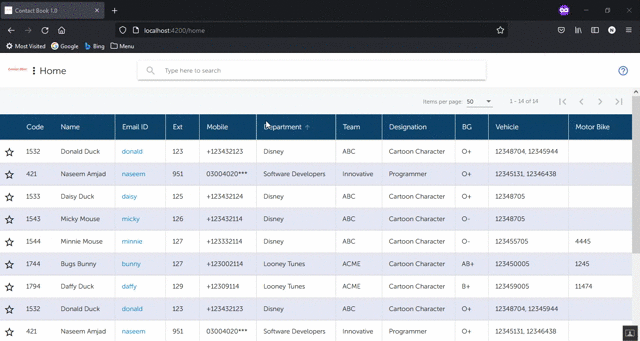 Contact Book 1.0
localhost:4200/home
Most Visited Google Bing Menu
Home Type here to search
Items per page: 50 1 - 14 of 14
Code Name Email ID Ext Mobile Department Team Designation BG Vehicle Motor Bike
1532 Donald Duck donald 123 +123432123 Disney ABC Cartoon Character O+ 12348704, 12345944
421 Naseem Amjad naseem 951 03004020*** Software Developers Innovative Programmer O+ 12345131, 12346438
1533 Daisy Duck daisy 125 +123432124 Disney ABC Cartoon Character O+ 12348705
1543 Micky Mouse micky 126 +123432114 Disney ABC Cartoon Character O- 12348705
1544 Minnie Mouse minnie 127 +123332114 Disney ABC Cartoon Character O- 123455705 4445
1744 Bugs Bunny bunny 127 +123002114 Looney Tunes ACME Cartoon Character AB+ 123450005 1245
1794 Daffy Duck daffy 129 +12309114 Looney Tunes ACME Cartoon Character B+ 123459005 11474
1532 Donald Duck donald 123 +123432123 Disney ABC Cartoon Character O+ 12348704, 12345944
421 Naseem Amjad naseem 951 03004020*** Software Developers Innovative Programmer O+ 12345131, 12346438